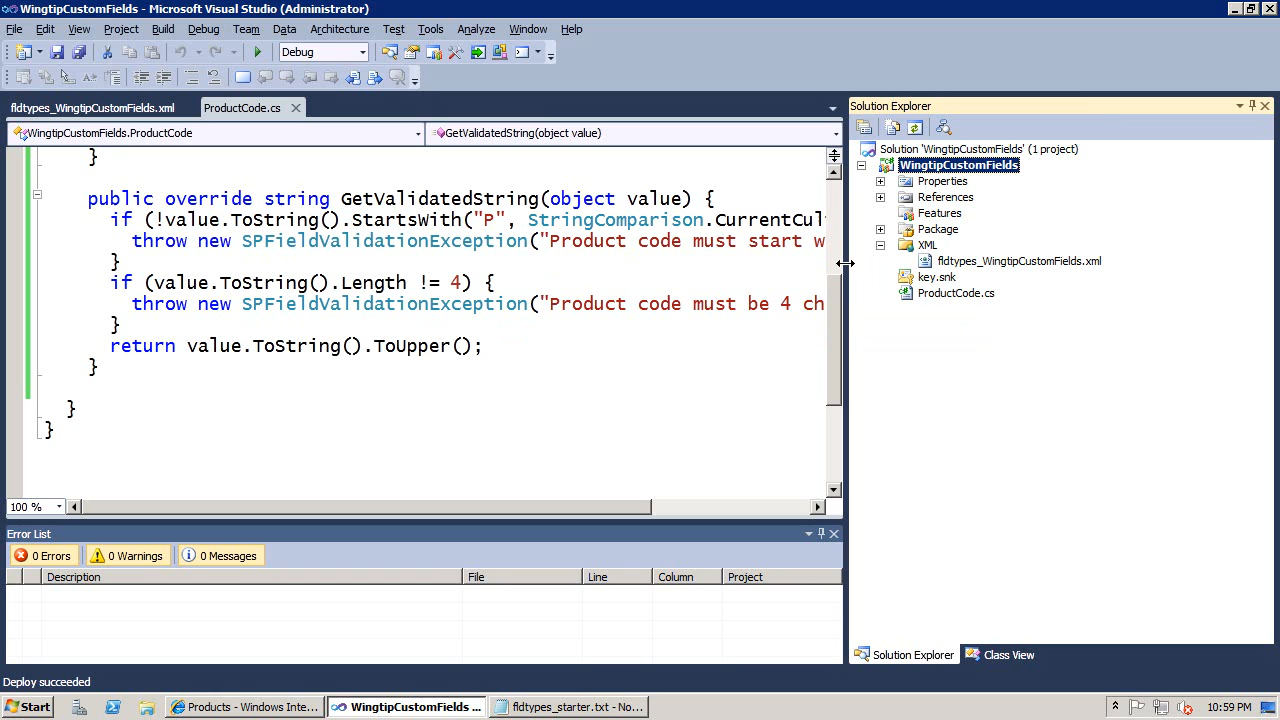 WingtipCustomFields - Microsoft Visual Studio (Administrator)
File Edit View Project Build Debug Team Data Tools Architecture Test Analyze Window Help
Debug
fldtypes_WingtipCustomFields.xml ProductCode.cs
WingtipCustomFields.ProductCode GetValidatedString(object value)
}
public override string GetValidatedString(object value) {
if (!value.ToString().StartsWith("P", StringComparison.CurrentCul
throw new SPFieldValidationException("Product code must start w
}
if (value.ToString().Length != 4) {
throw new SPFieldValidationException("Product code must be 4 ch
}
return value.ToString().ToUpper();
}
}
}
100 %
Error List
0 Errors 0 Warnings 0 Messages
Description File Line Column Project
Solution Explorer
Solution 'WingtipCustomFields' (1 project)
WingtipCustomFields
Properties
References
Features
Package
XML
fldtypes_WingtipCustomFields.xml
key.snk
ProductCode.cs
Solution Explorer Class View
Deploy succeeded
Start Products - Windows Inte... WingtipCustomFields ... fldtypes_starter.txt - No... 10:59 PM